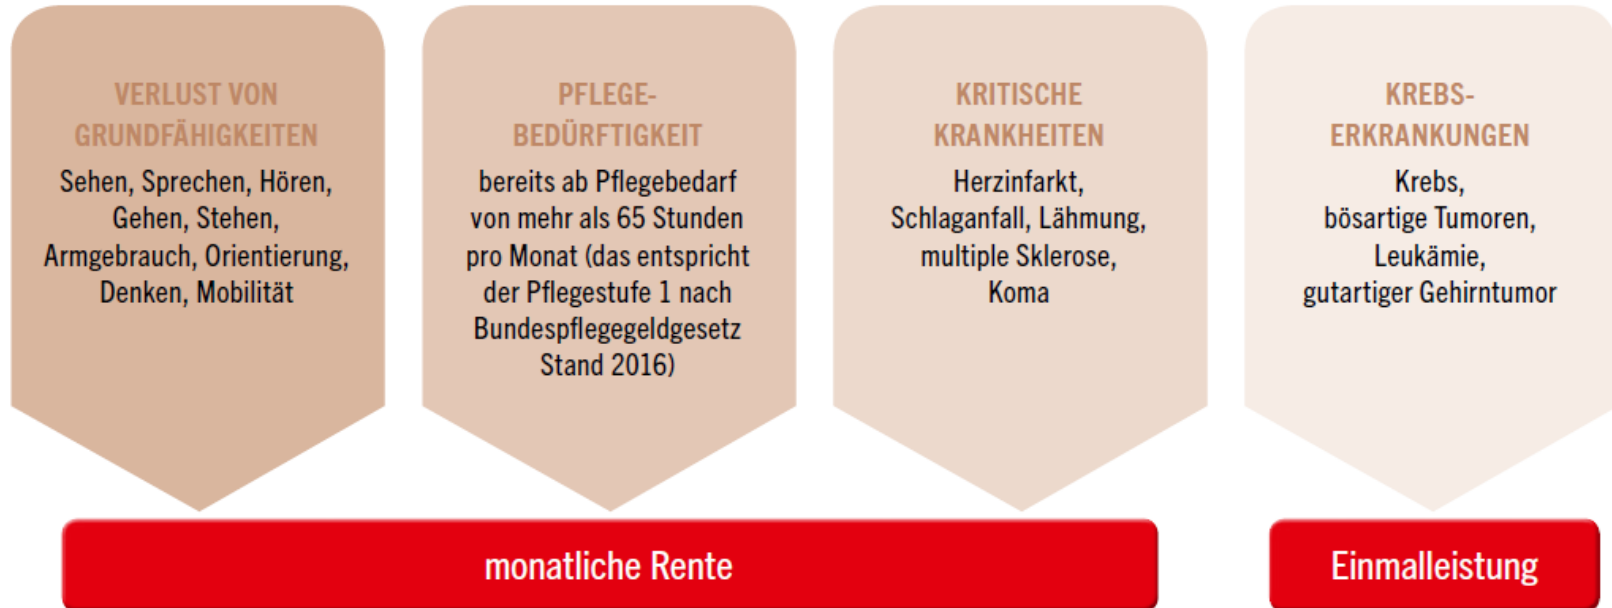 VERLUST VON
GRUNDFÄHIGKEITEN
Sehen, Sprechen, Hören,
Gehen, Stehen,
Armgebrauch, Orientierung,
Denken, Mobilität
PFLEGE-
BEDÜRFTIGKEIT
bereits ab Pflegebedarf
von mehr als 65 Stunden
pro Monat (das entspricht
der Pflegestufe 1 nach
Bundespflegegeldgesetz
Stand 2016)
KRITISCHE
KRANKHEITEN
Herzinfarkt,
Schlaganfall, Lähmung,
multiple Sklerose,
Koma
KREBS-
ERKRANKUNGEN
Krebs,
bösartige Tumoren,
Leukämie,
gutartiger Gehirntumor
monatliche Rente
Einmalleistung